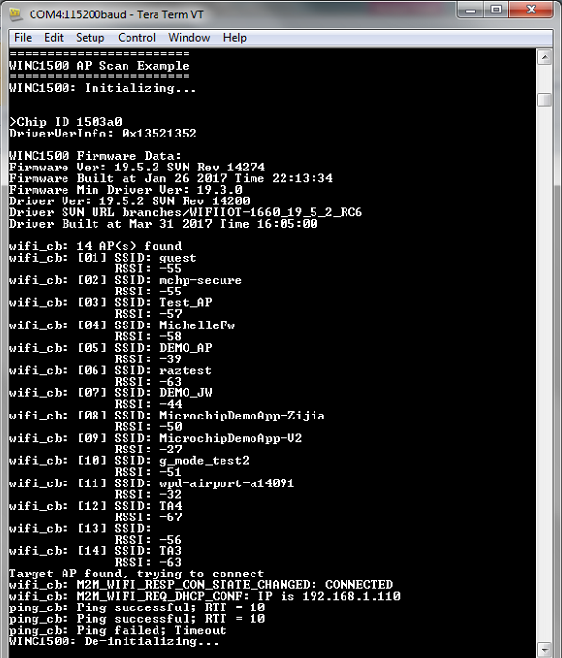 COM4:115200baud - Tera Term VT
File Edit Setup Control Window Help
=========================
WINC1500 AP Scan Example
=========================
WINC1500: Initializing...
>Chip ID 1503a0
DriverVerInfo: 0x13521352
WINC1500 Firmware Data:
Firmware Ver: 19.5.2 SVN Rev 14274
Firmware Built at Jan 26 2017 Time 22:13:34
Firmware Min Driver Ver: 19.3.0
Driver Ver: 19.5.2 SVN Rev 14200
Driver SVN URL branches/WIFIIOT-1660_19_5_2_RC6
Driver Built at Mar 31 2017 Time 16:05:00
wifi_cb: 14 AP(s) found
wifi_cb: [01] SSID: guest
RSSI: -55
wifi_cb: [02] SSID: mchp-secure
RSSI: -55
wifi_cb: [03] SSID: Test_AP
RSSI: -57
wifi_cb: [04] SSID: MichelleFw
RSSI: -58
wifi_cb: [05] SSID: DEMO_AP
RSSI: -39
wifi_cb: [06] SSID: raztest
RSSI: -63
wifi_cb: [07] SSID: DEMO_JW
RSSI: -44
wifi_cb: [08] SSID: MicrochipDemoApp-Zijia
RSSI: -50
wifi_cb: [09] SSID: MicrochipDemoApp-V2
RSSI: -27
wifi_cb: [10] SSID: g_mode_test2
RSSI: -51
wifi_cb: [11] SSID: wpd-airport-a14091
RSSI: -32
wifi_cb: [12] SSID: TA4
RSSI: -67
wifi_cb: [13] SSID:
RSSI: -56
wifi_cb: [14] SSID: TA3
RSSI: -63
Target AP found, trying to connect
wifi_cb: M2M_WIFI_RESP_CON_STATE_CHANGED: CONNECTED
wifi_cb: M2M_WIFI_REQ_DHCP_CONF: IP is 192.168.1.110
ping_cb: Ping successful; RTT = 10
ping_cb: Ping successful; RTT = 10
ping_cb: Ping failed; Timeout
WINC1500: De-initializing...